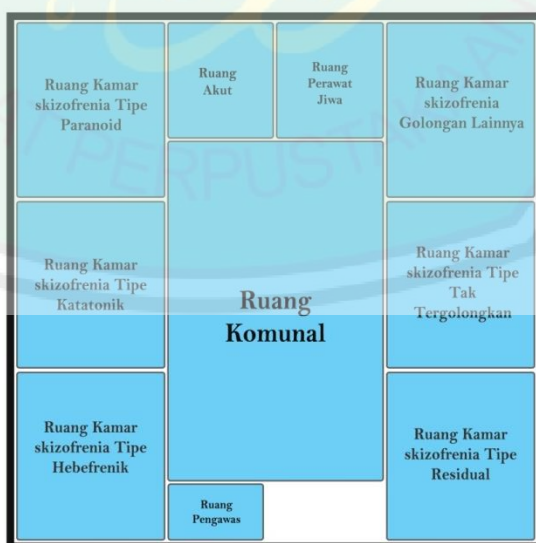 Ruang Kamar
skizofrenia Tipe
Paranoid
Ruang
Akut
Ruang
Perawat
Jiwa
Ruang Kamar
skizofrenia
Golongan Lainnya
Ruang Kamar
skizofrenia Tipe
Katatonik
Ruang
Komunal
Ruang Kamar
skizofrenia Tipe
Tak
Tergolongkan
Ruang Kamar
skizofrenia Tipe
Hebefrenik
Ruang Kamar
skizofrenia Tipe
Residual
Ruang
Pengawas
T PERPUSTAKAAN